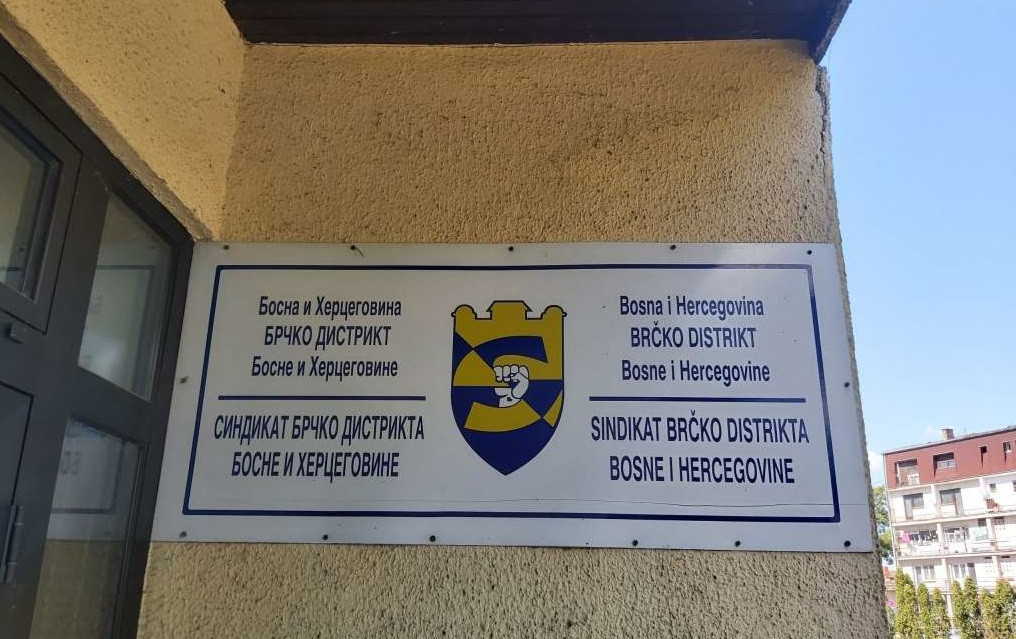 Босна и Херцеговина
БРЧКО ДИСТРИКТ
Босне и Херцеговине
СИНДИКАТ БРЧКО ДИСТРИКТА
БОСНЕ И ХЕРЦЕГОВИНЕ
Bosna i Hercegovina
BRČKO DISTRIKT
Bosne i Hercegovine
SINDIKAT BRČKO DISTRIKTA
BOSNE I HERCEGOVINE